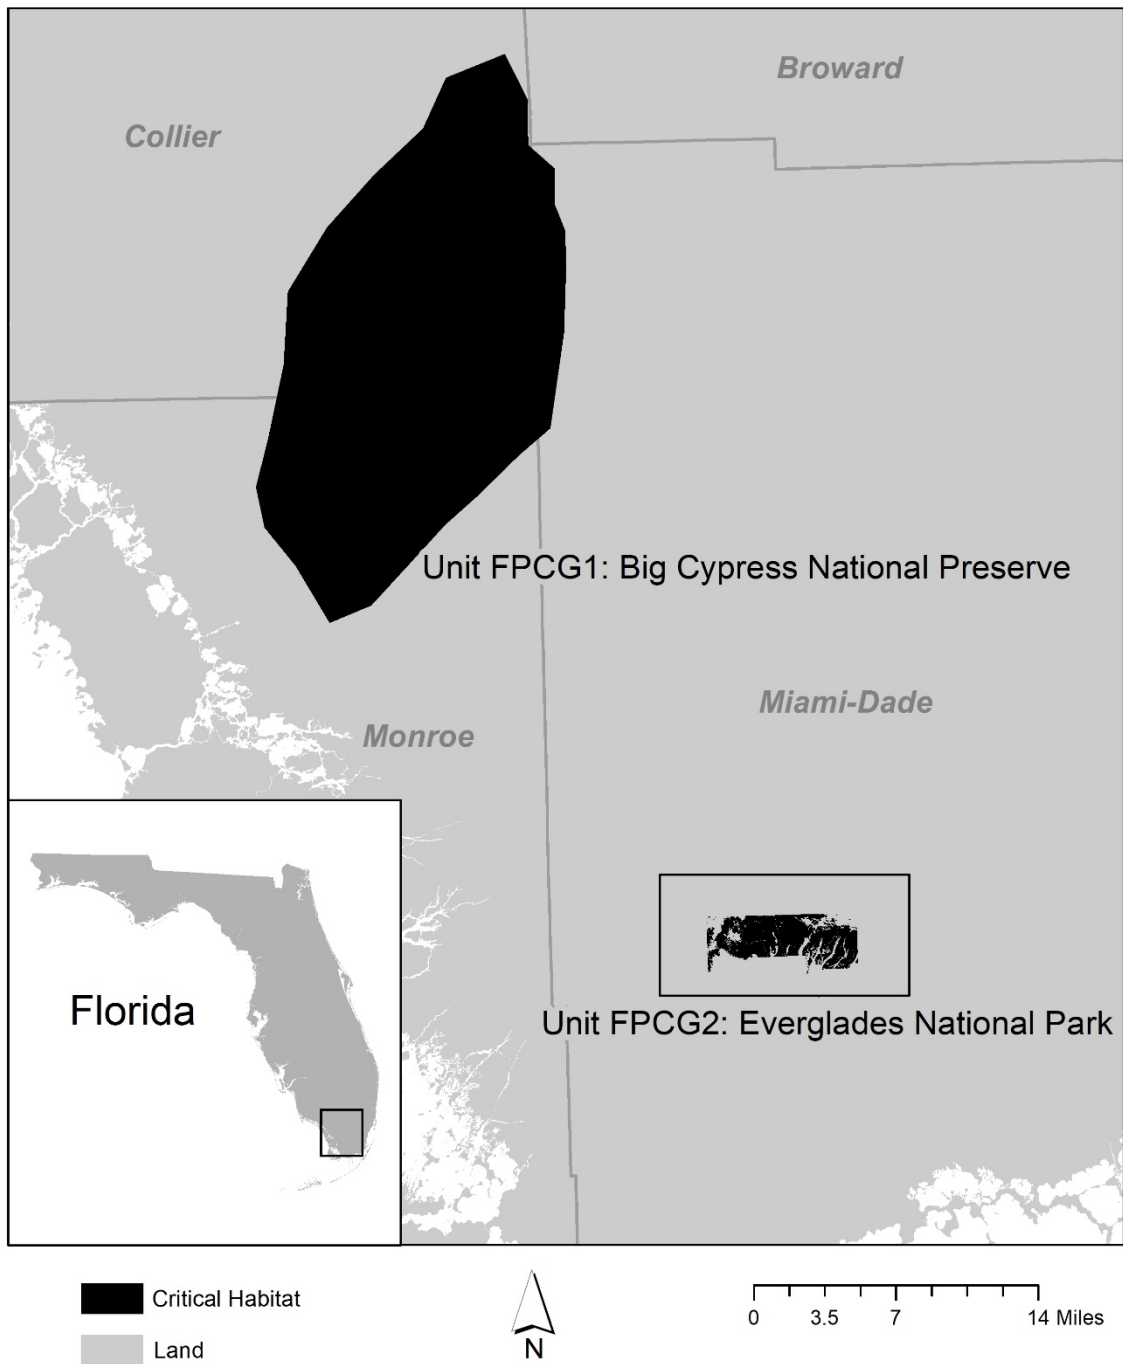 Broward
Collier
Unit FPCG1: Big Cypress National Preserve
Miami-Dade
Monroe
Florida
Unit FPCG2: Everglades National Park
Critical Habitat
Land
N
0 3.5 7 14 Miles